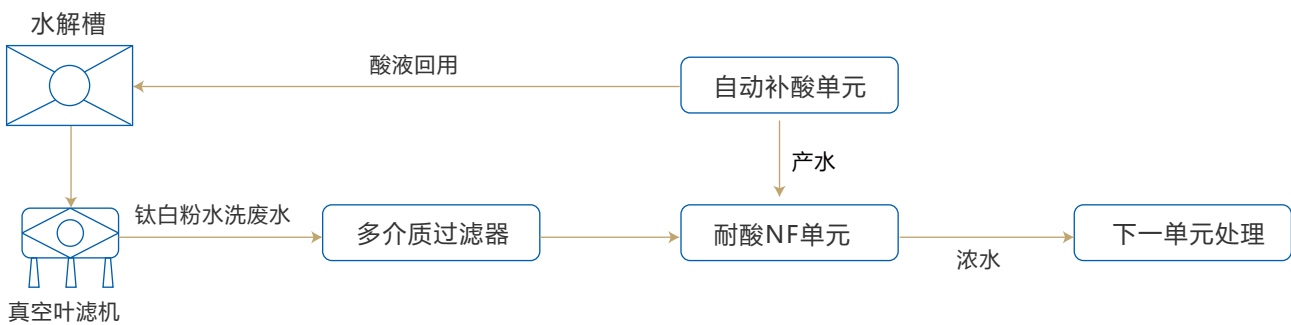 水解槽
酸液回用
自动补酸单元
产水
钛白粉水洗废水
多介质过滤器
耐酸NF单元
浓水
下一单元处理
真空叶滤机